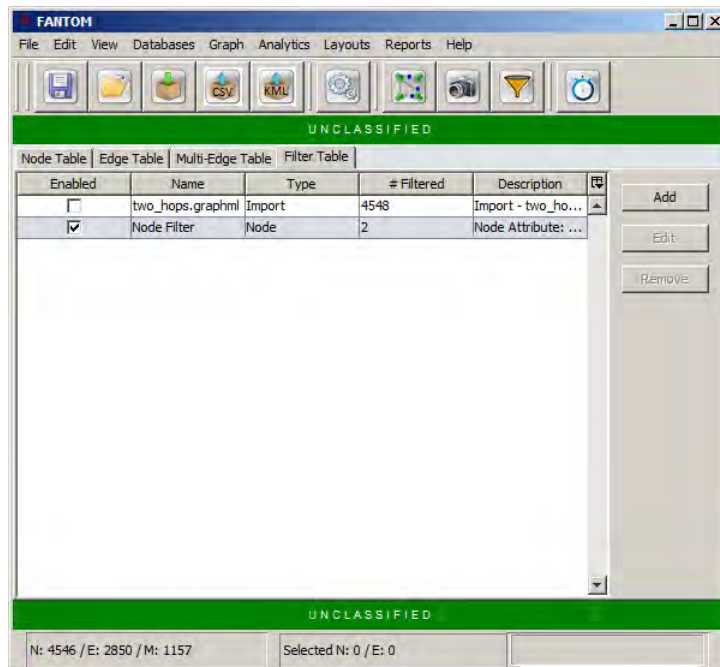 FANTOM
File Edit View Databases Graph Analytics Layouts Reports Help
CSV KML
UNCLASSIFIED
Node Table Edge Table Multi-Edge Table Filter Table
Enabled Name Type # Filtered Description
two_hops.graphml Import 4548 Import - two_ho...
Node Filter Node 2 Node Attribute: ...
Add
Edit
Remove
UNCLASSIFIED
N: 4546 / E: 2850 / M: 1157 Selected N: 0 / E: 0